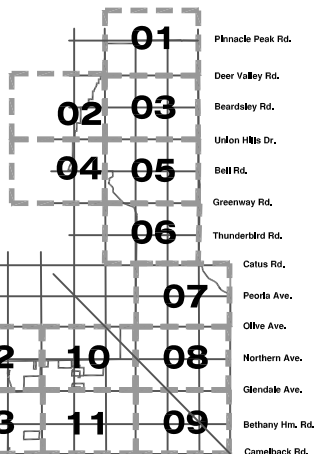 01
Pinnacle Peak Rd.
Deer Valley Rd.
02
03
Beardsley Rd.
Union Hills Dr.
04
05
Bell Rd.
Greenway Rd.
06
Thunderbird Rd.
Catus Rd.
07
Peoria Ave.
Olive Ave.
2
10
08
Northern Ave.
Glendale Ave.
3
11
09
Bethany Hm. Rd.
Camelback Rd.